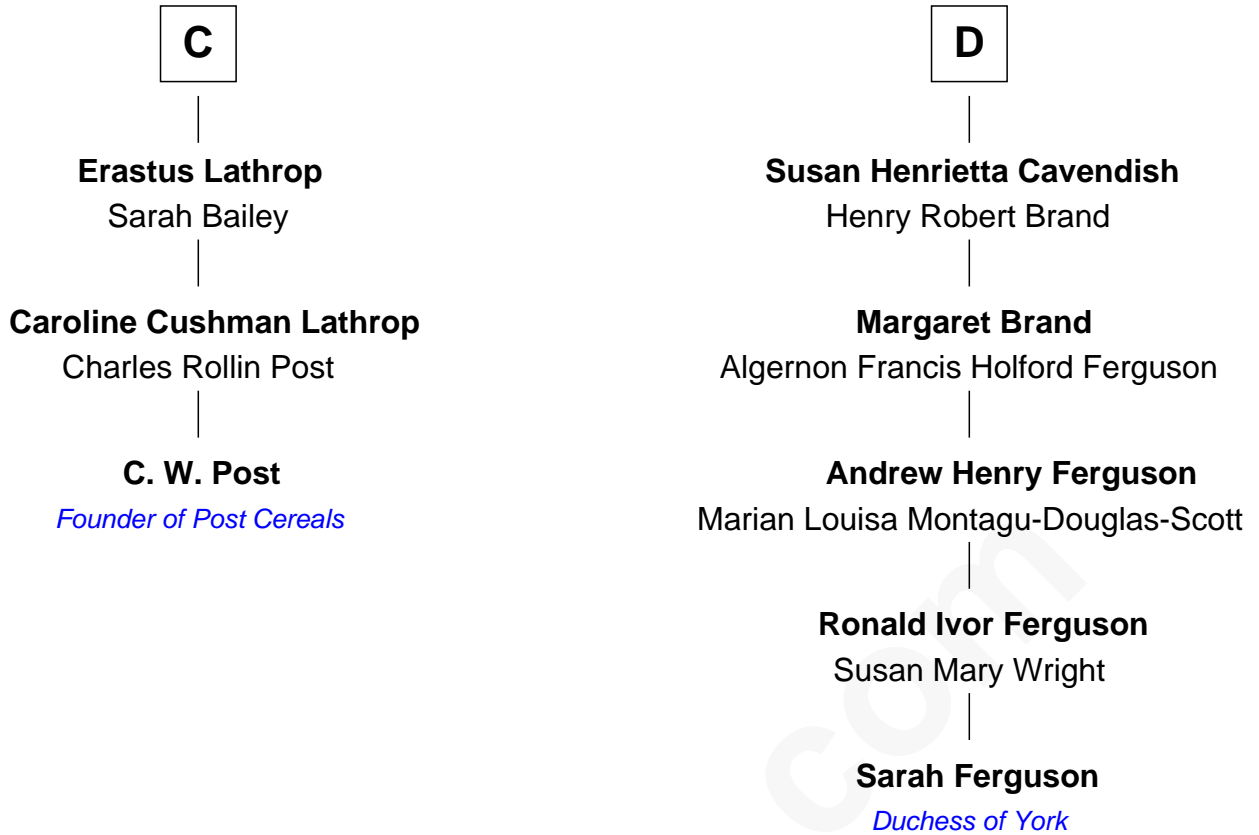 C
Erastus Lathrop
Sarah Bailey
Caroline Cushman Lathrop
Charles Rollin Post
C. W. Post
Founder of Post Cereals
D
Susan Henrietta Cavendish
Henry Robert Brand
Margaret Brand
Algernon Francis Holford Ferguson
Andrew Henry Ferguson
Marian Louisa Montagu-Douglas-Scott
Ronald Ivor Ferguson
Susan Mary Wright
Sarah Ferguson
Duchess of York
com